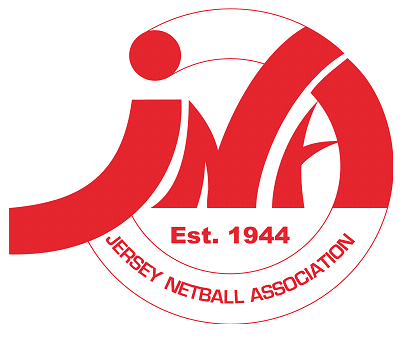 JNA
Est. 1944
JERSEY NETBALL ASSOCIATION